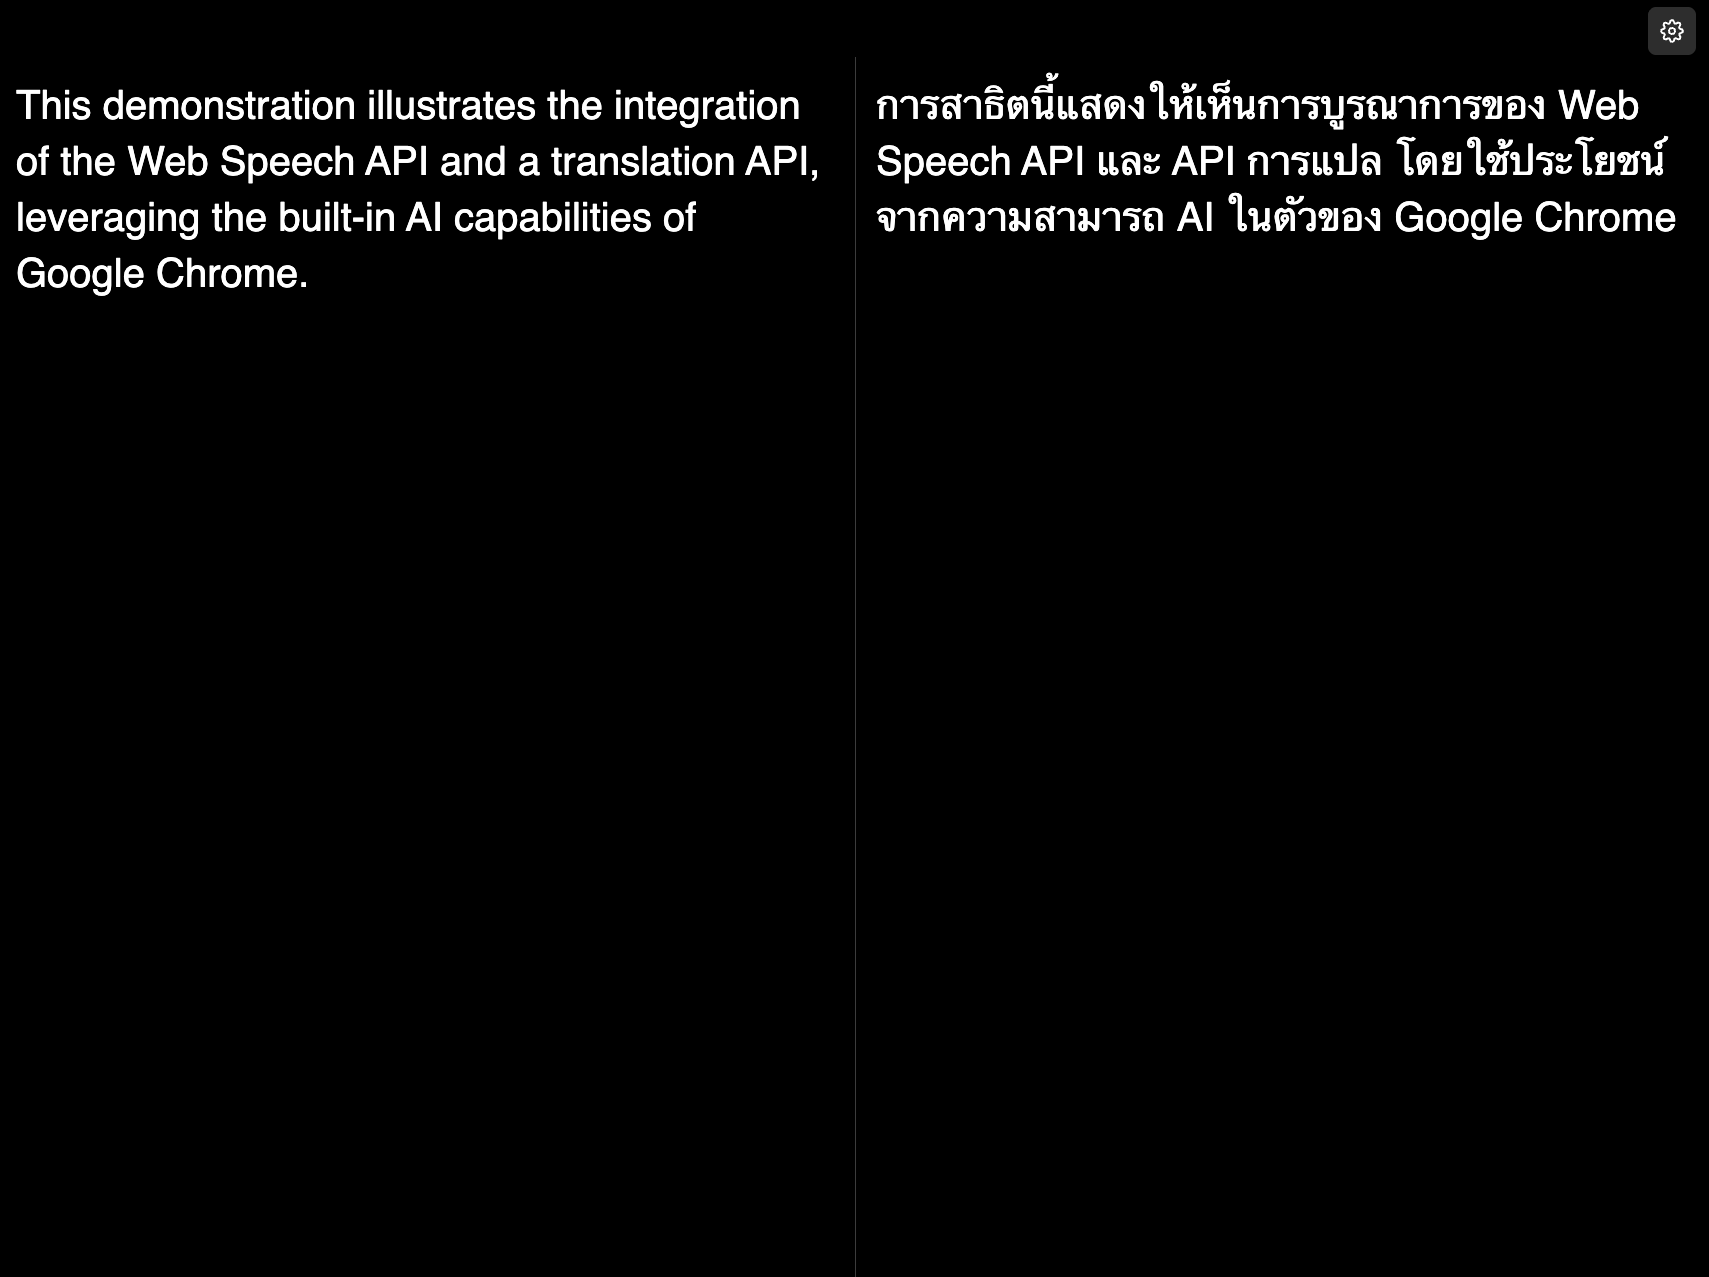 This demonstration illustrates the integration
of the Web Speech API and a translation API,
leveraging the built-in AI capabilities of
Google Chrome.
การสาธิตนี้แสดงให้เห็นการบูรณาการของ Web
Speech API และ API การแปล โดยใช้ประโยชน์
จากความสามารถ AI ในตัวของ Google Chrome